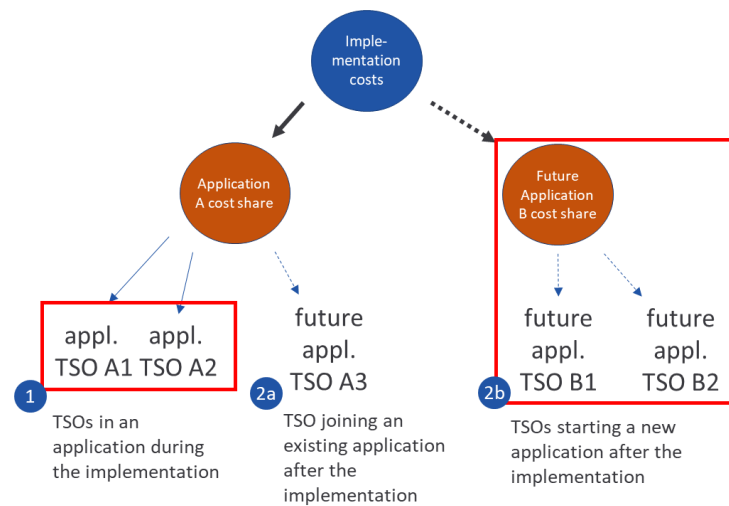 Imple-
mentation
costs
Application
A cost share
Future
Application
B cost share
appl.
TSO A1
appl.
TSO A2
future
appl.
TSO A3
future
appl.
TSO B1
future
appl.
TSO B2
1
TSOs in an
application during
the implementation
2a
TSO joining an
existing application
after the
implementation
2b
TSOs starting a new
application after the
implementation